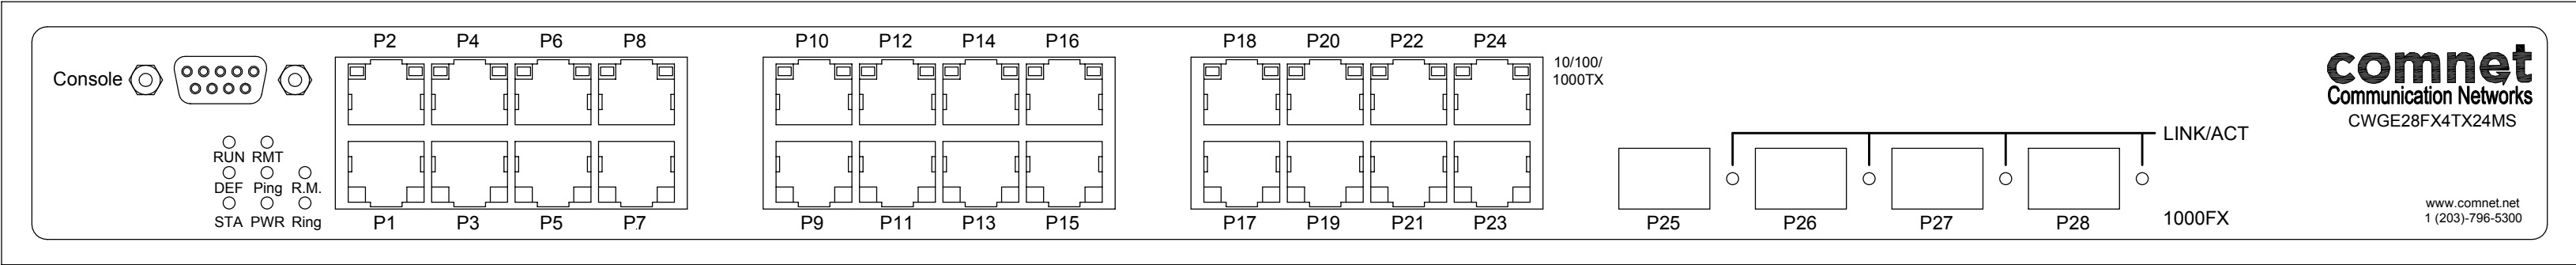 Console
RUN RMT
DEF Ping R.M.
STA PWR Ring
P2 P4 P6 P8
P1 P3 P5 P7
P10 P12 P14 P16
P9 P11 P13 P15
P18 P20 P22 P24
P17 P19 P21 P23
10/100/
1000TX
P25 P26 P27 P28
LINK/ACT
1000FX
comnet
Communication Networks
CWGE28FX4TX24MS
www.comnet.net
1 (203)-796-5300